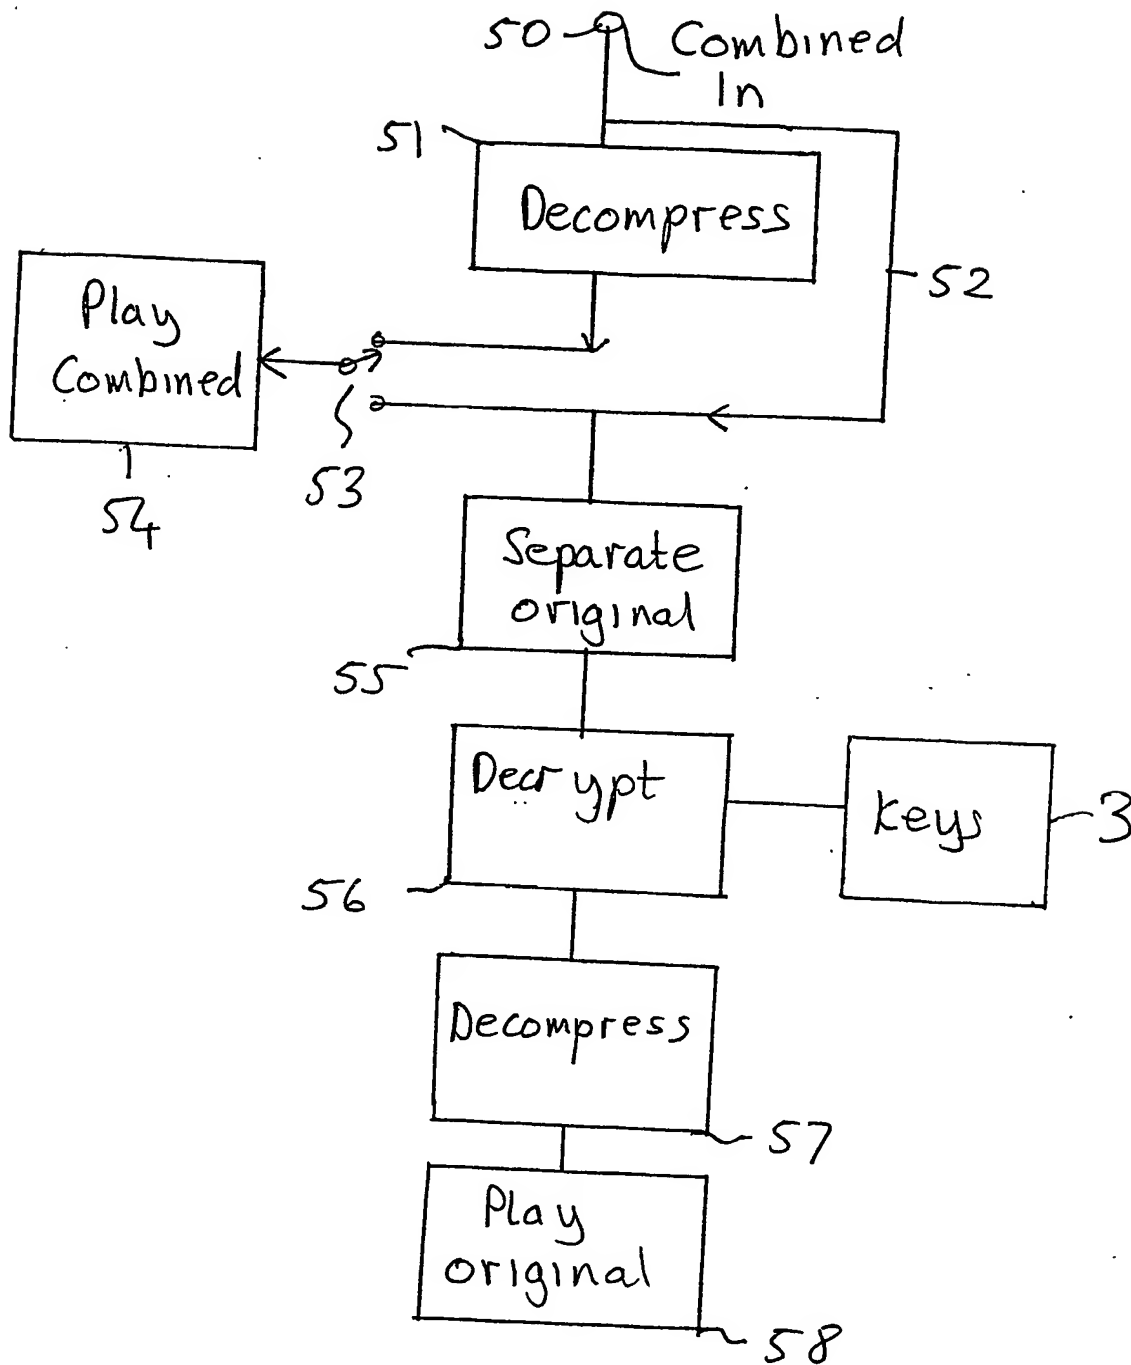 50
Combined
In
51
Decompress
52
Play
Combined
53
54
Separate
original
55
Decrypt
Keys
3
56
Decompress
57
Play
original
58